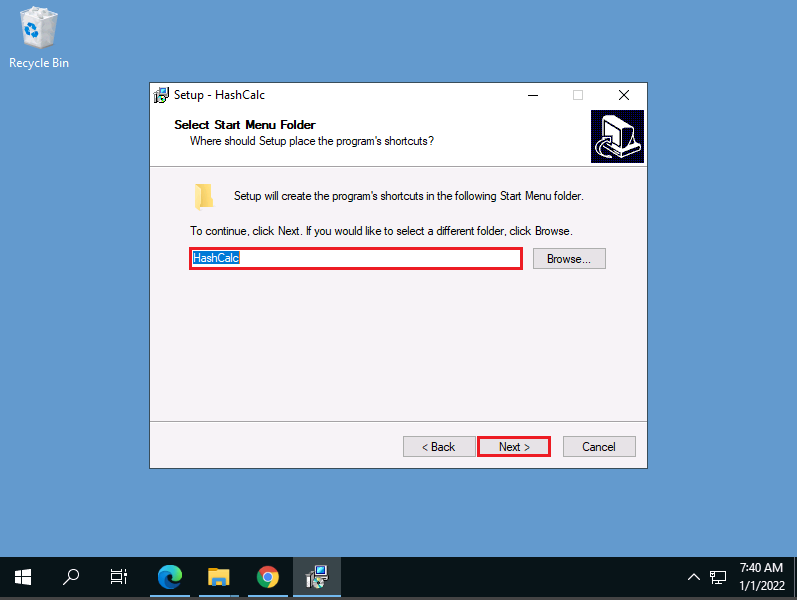 Recycle Bin
Setup - HashCalc
Select Start Menu Folder
Where should Setup place the program's shortcuts?
Setup will create the program's shortcuts in the following Start Menu folder.
To continue, click Next. If you would like to select a different folder, click Browse.
HashCalc
Browse...
< Back
Next >
Cancel
7:40 AM
1/1/2022